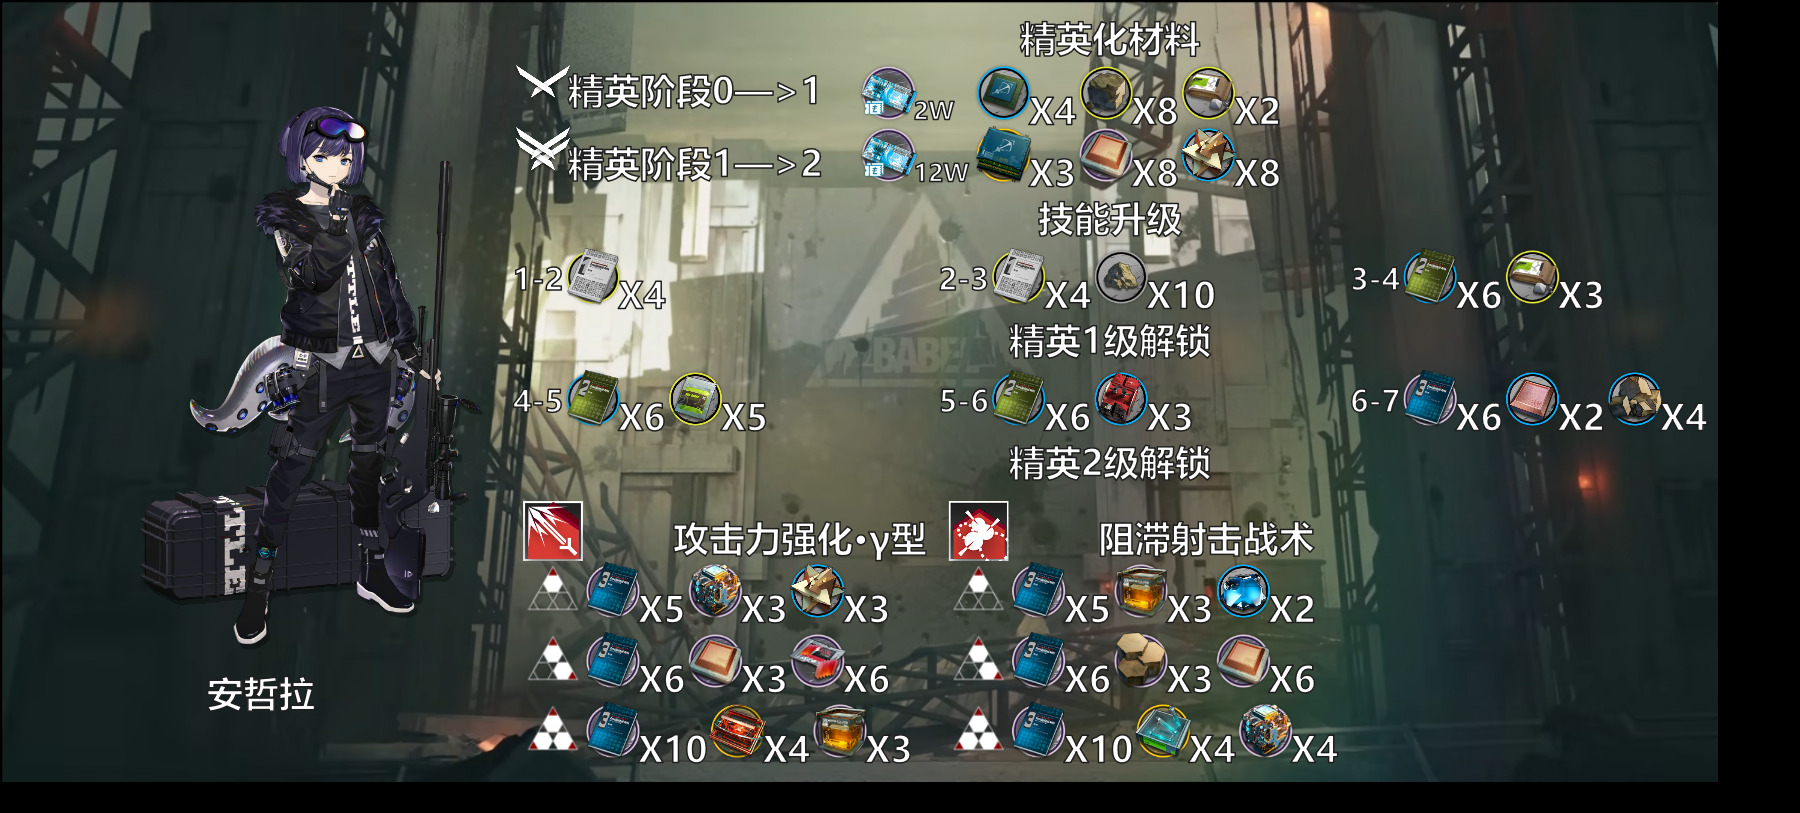 精英化材料
精英阶段0—>1 2W X4 X8 X2
精英阶段1—>2 12W X3 X8 X8
技能升级
1-2 X4 2-3 X4 X10 3-4 X6 X3
精英1级解锁
4-5 X6 X5 5-6 X6 X3 6-7 X6 X2 X4
精英2级解锁
攻击力强化·γ型 阻滞射击战术
X5 X3 X3 X5 X3 X2
X6 X3 X6 X6 X3 X6
X10 X4 X3 X10 X4 X4
安哲拉
BABEL